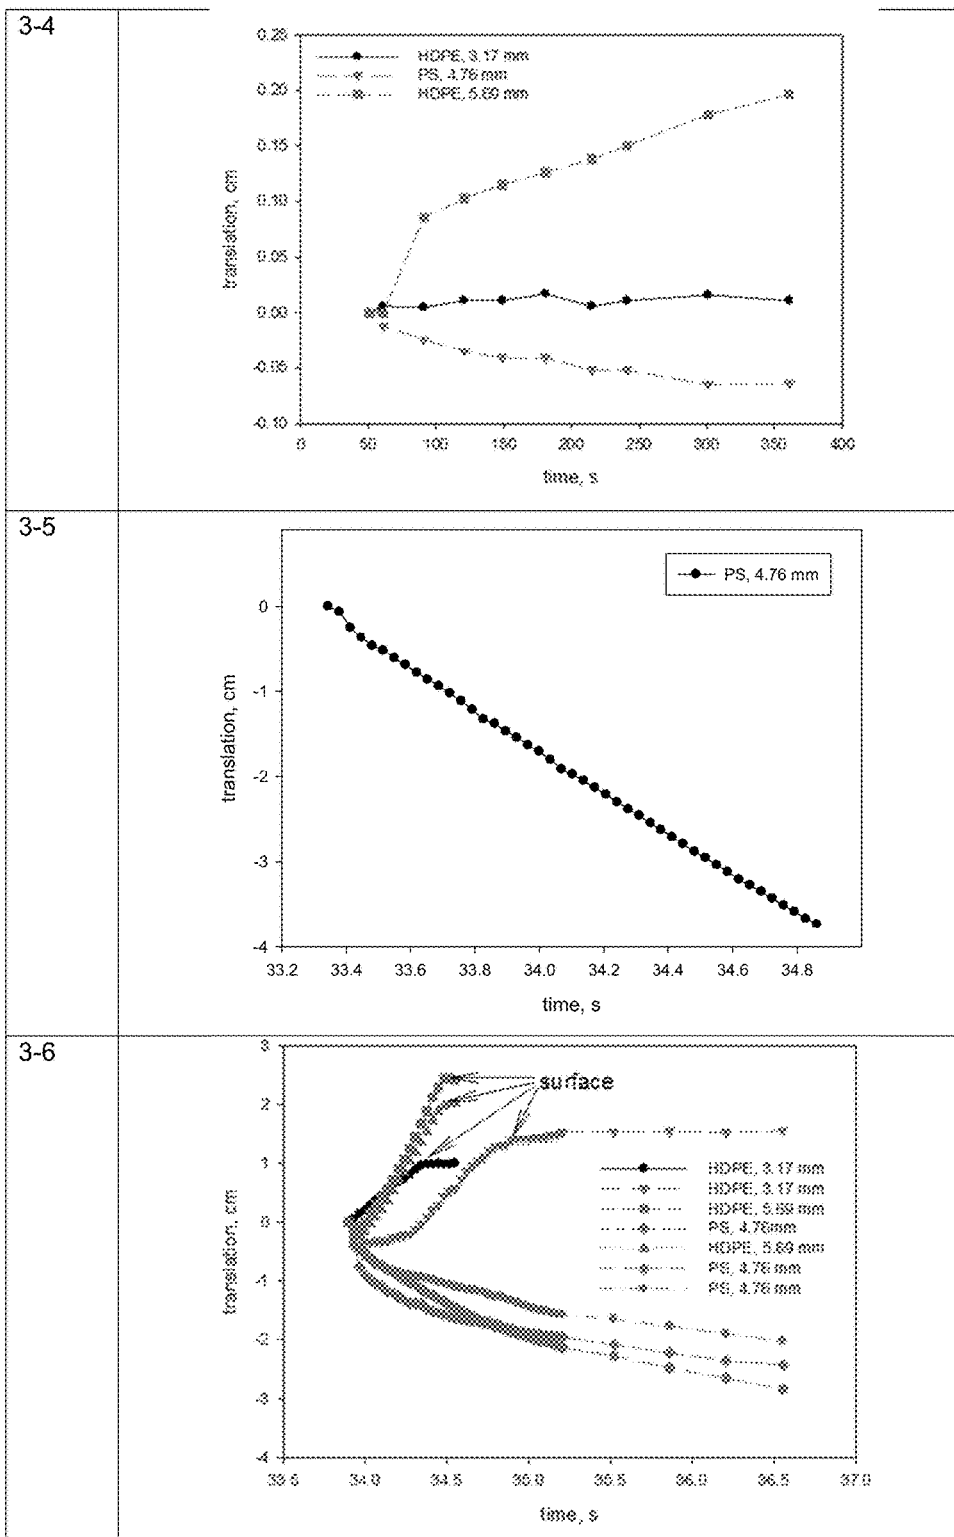 3-4
0.25
0.20
0.15
0.10
0.05
0.00
-0.05
-0.10
translation, cm
HDPE, 3.17 mm
PS, 4.76 mm
HDPE, 5.69 mm
0 50 100 150 200 250 300 350 400
time, s
3-5
0
-1
-2
-3
-4
translation, cm
PS, 4.76 mm
33.2 33.4 33.6 33.8 34.0 34.2 34.4 34.6 34.8
time, s
3-6
3
2
1
0
-1
-2
-3
-4
translation, cm
surface
HDPE, 3.17 mm
HDPE, 3.17 mm
HDPE, 5.69 mm
PS, 4.76mm
HDPE, 5.69 mm
PS, 4.76 mm
PS, 4.76 mm
33.5 34.0 34.5 35.0 35.5 36.0 36.5 37.0
time, s